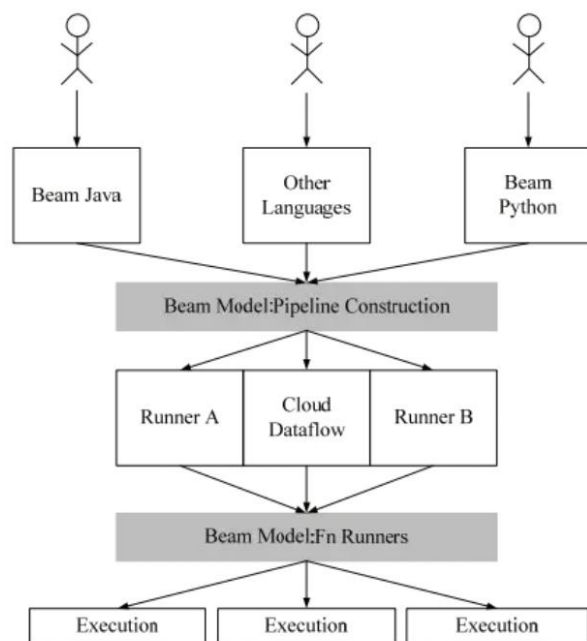 Beam Java
Other
Languages
Beam
Python
Beam Model:Pipeline Construction
Runner A
Cloud
Dataflow
Runner B
Beam Model:Fn Runners
Execution
Execution
Execution